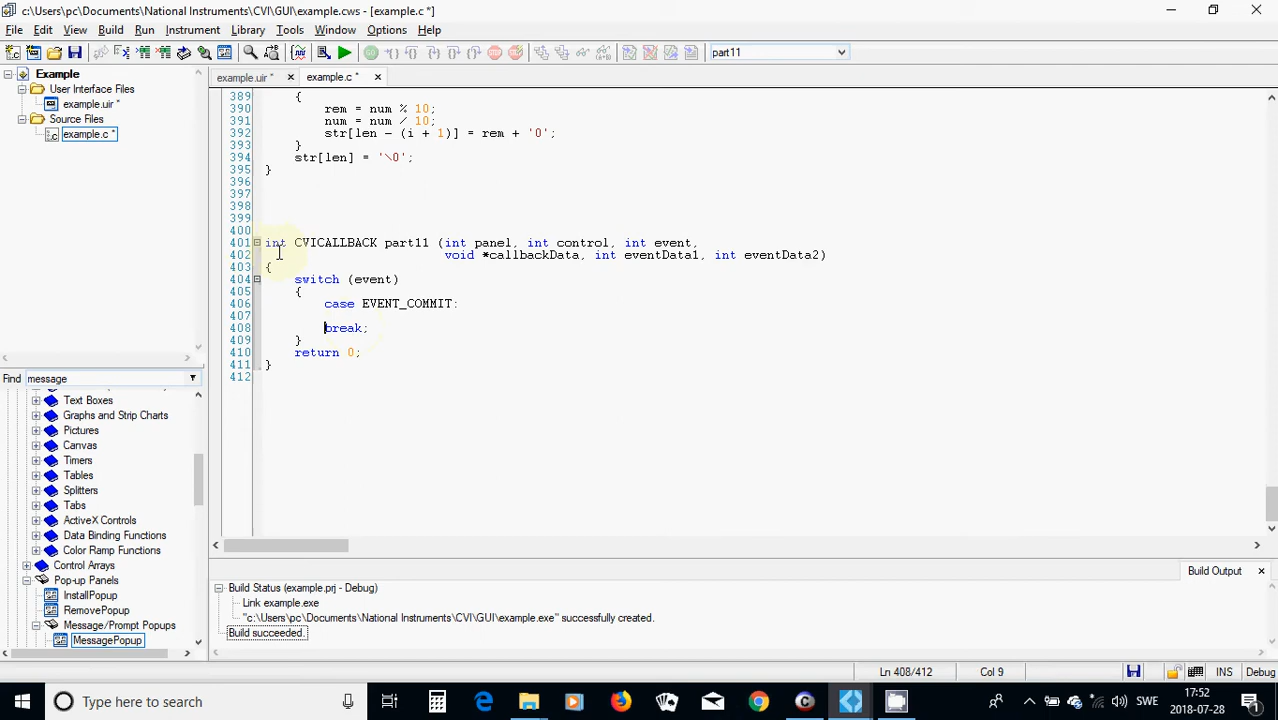 c:\Users\pc\Documents\National Instruments\CVI\GUI\example.cws - [example.c *]
File Edit View Build Run Instrument Library Tools Window Options Help
part11
Example
User Interface Files
example.uir *
Source Files
example.c *
example.uir *
example.c *
389 {
390 rem = num % 10;
391 num = num / 10;
392 str[len - (i + 1)] = rem + '0';
393 }
394 str[len] = '\0';
395 }
396
397
398
399
400
401 int CVICALLBACK part11 (int panel, int control, int event,
402 void *callbackData, int eventData1, int eventData2)
403 {
404 switch (event)
405 {
406 case EVENT_COMMIT:
407
408 break;
409 }
410 return 0;
411 }
412
Find message
Text Boxes
Graphs and Strip Charts
Pictures
Canvas
Timers
Tables
Splitters
Tabs
ActiveX Controls
Data Binding Functions
Color Ramp Functions
Control Arrays
Pop-up Panels
InstallPopup
RemovePopup
Message/Prompt Popups
MessagePopup
Build Output
Build Status (example.prj - Debug)
Link example.exe
"c:\Users\pc\Documents\National Instruments\CVI\GUI\example.exe" successfully created.
Build succeeded.
Ln 408/412 Col 9 INS Debug
Type here to search
SWE
17:52
2018-07-28
1